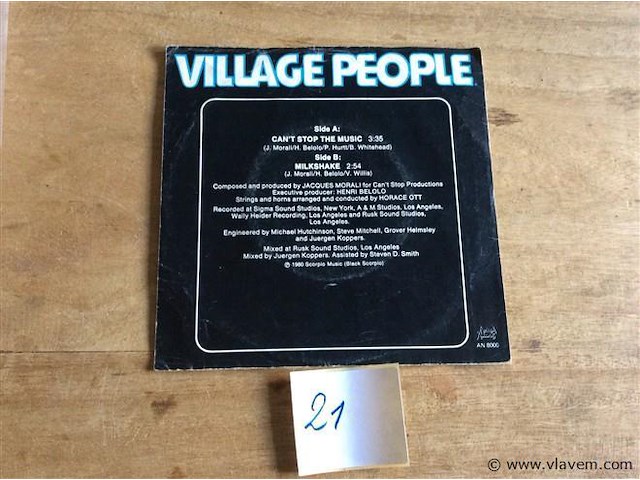 VILLAGE PEOPLE
Side A:
CAN'T STOP THE MUSIC 3:35
(J. Morali/H. Belolo/P. Hurtt/B. Whitehead)
Side B:
MILKSHAKE 2:54
(J. Morali/H. Belolo/V. Willis)
Composed and produced by JACQUES MORALI for Can't Stop Productions
Executive producer: HENRI BELOLO
Strings and horns arranged and conducted by HORACE OTT
Recorded at Sigma Sound Studios, New York, A & M Studios, Los Angeles,
Wally Heider Recording, Los Angeles and Rusk Sound Studios,
Los Angeles.
Engineered by Michael Hutchinson, Steve Mitchell, Grover Helmsley
and Juergen Koppers.
Mixed at Rusk Sound Studios, Los Angeles
Mixed by Juergen Koppers. Assisted by Steven D. Smith
℗ 1980 Scorpio Music (Black Scorpio)
AN 8000
21
© www.vlavem.com